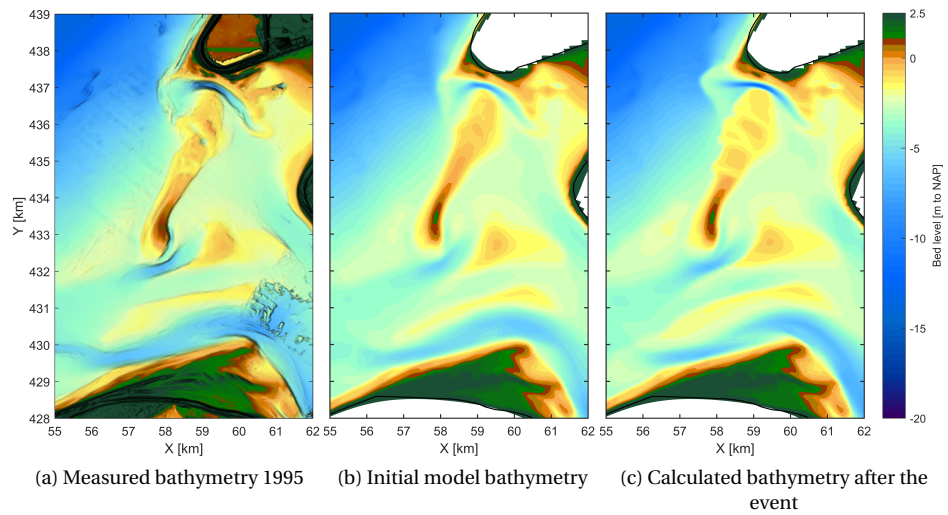 439
438
437
436
435
434
433
432
431
430
429
428
Y [km]
55 56 57 58 59 60 61 62
X [km]
55 56 57 58 59 60 61 62
X [km]
55 56 57 58 59 60 61 62
X [km]
2.5
0
-5
-10
-15
-20
Bed level [m to NAP]
(a) Measured bathymetry 1995
(b) Initial model bathymetry
(c) Calculated bathymetry after the
event